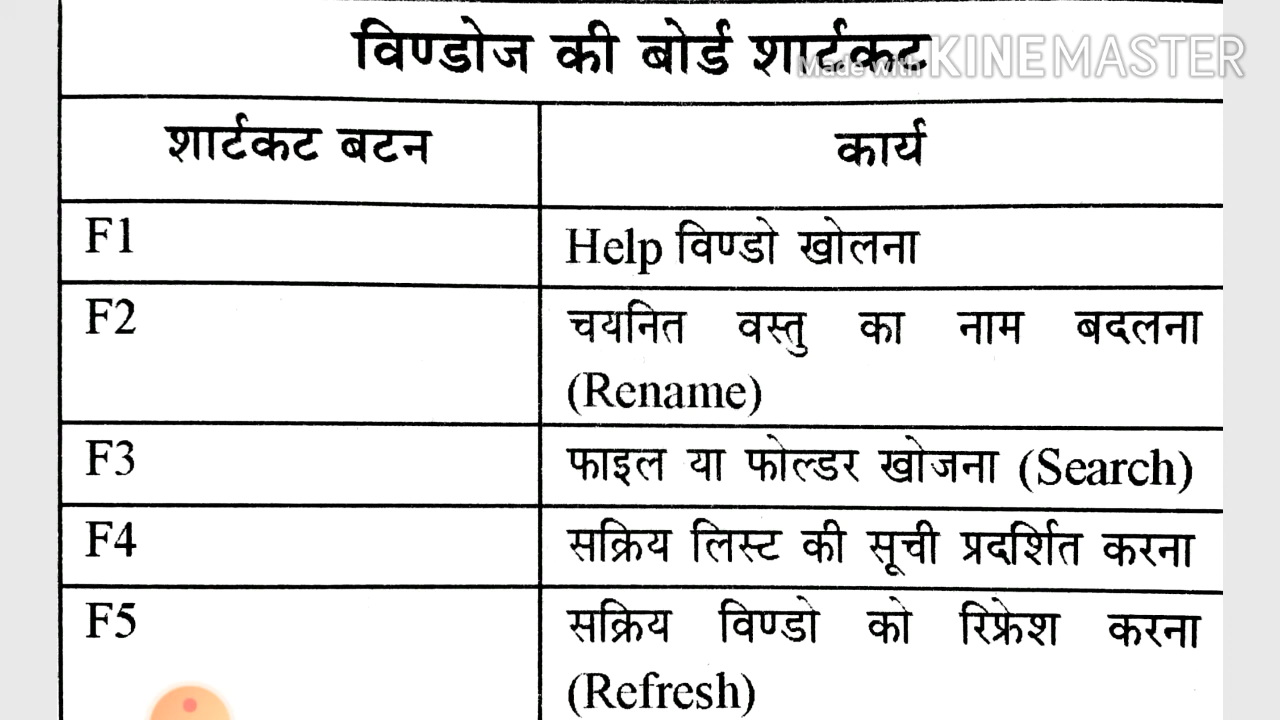 विण्डोज की बोर्ड शार्टकट
Made with KINEMASTER
शार्टकट बटन
कार्य
F1
Help विण्डो खोलना
F2
चयनित वस्तु का नाम बदलना
(Rename)
F3
फाइल या फोल्डर खोजना (Search)
F4
सक्रिय लिस्ट की सूची प्रदर्शित करना
F5
सक्रिय विण्डो को रिफ्रेश करना
(Refresh)